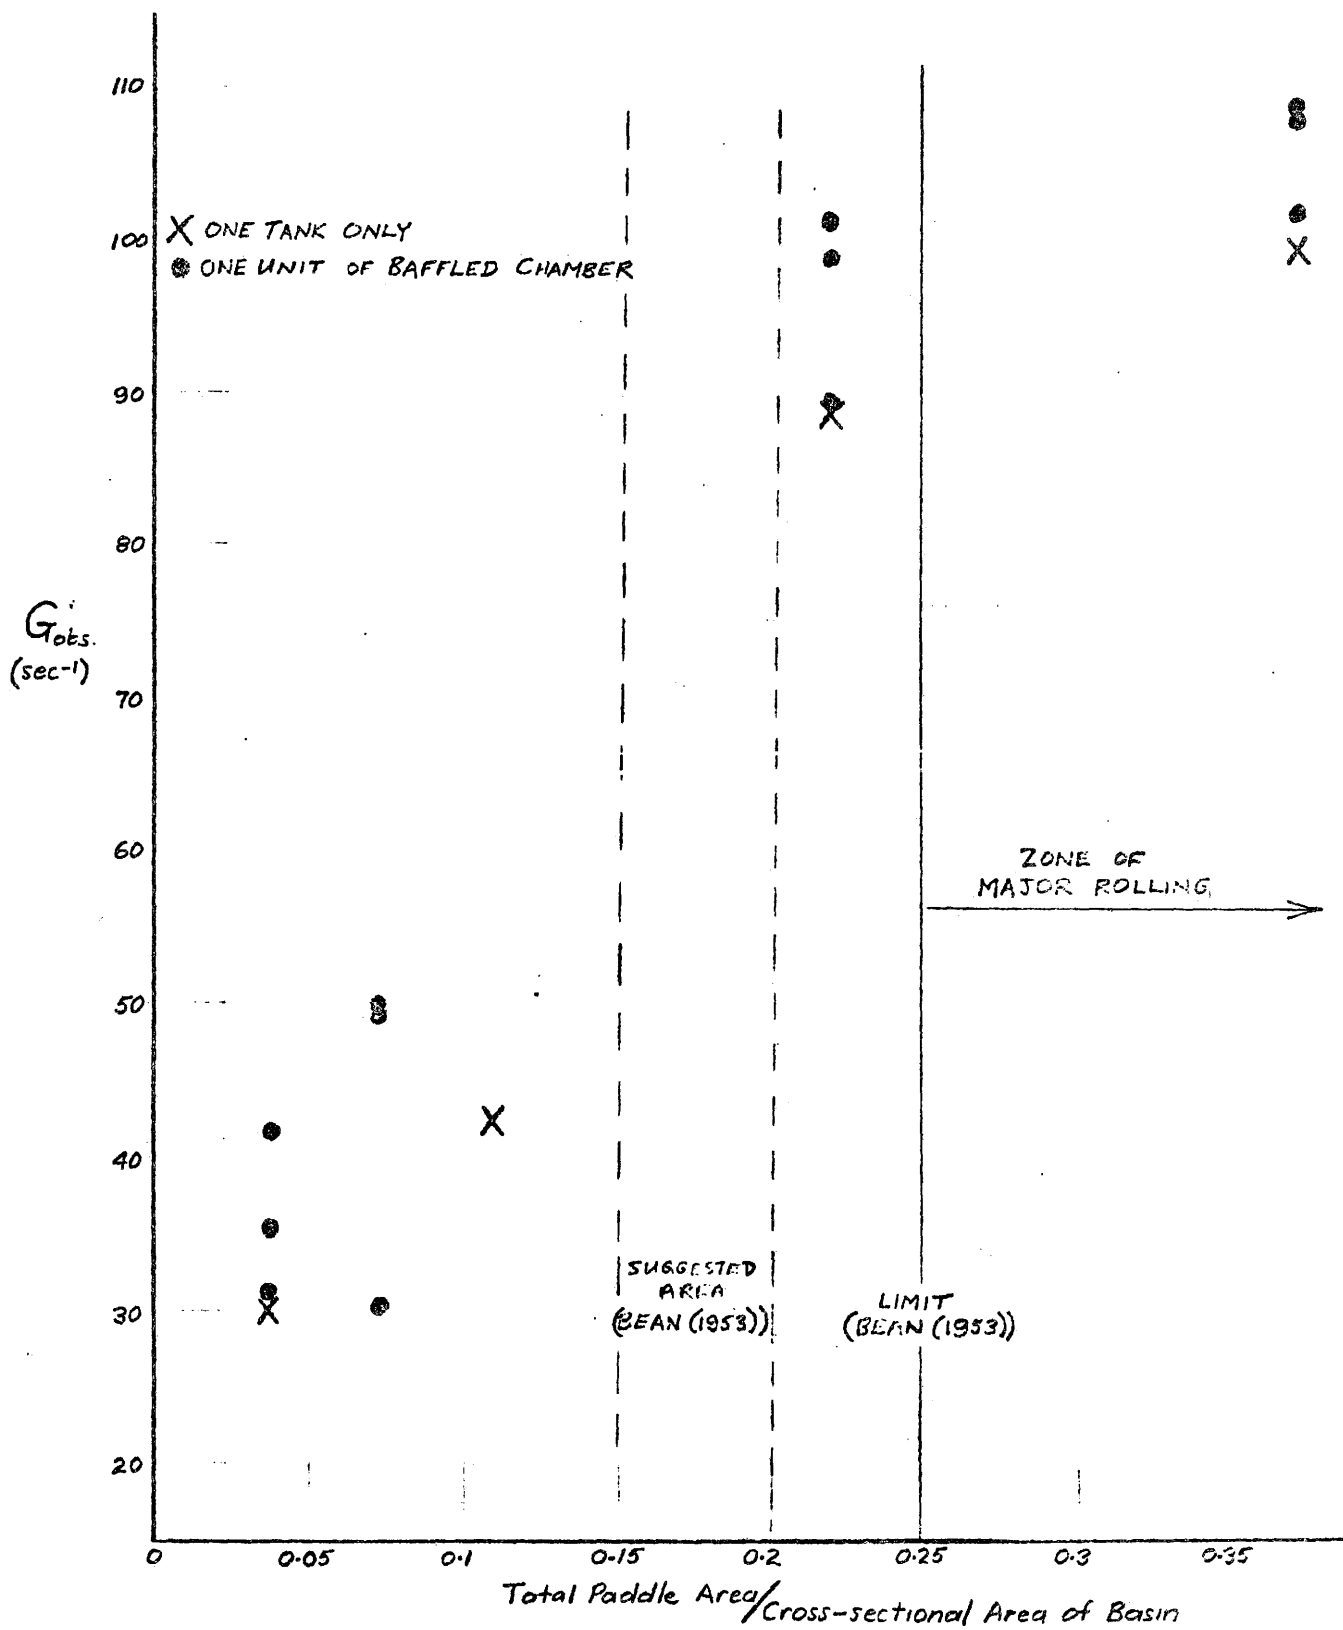 110
X ONE TANK ONLY
100
● ONE UNIT OF BAFFLED CHAMBER
90
80
G obs.
(sec-1)
70
60
ZONE OF
MAJOR ROLLING
50
40
30
SUGGESTED
AREA
(BEAN (1953))
LIMIT
(BEAN (1953))
20
0 0.05 0.1 0.15 0.2 0.25 0.3 0.35
Total Paddle Area/Cross-sectional Area of Basin